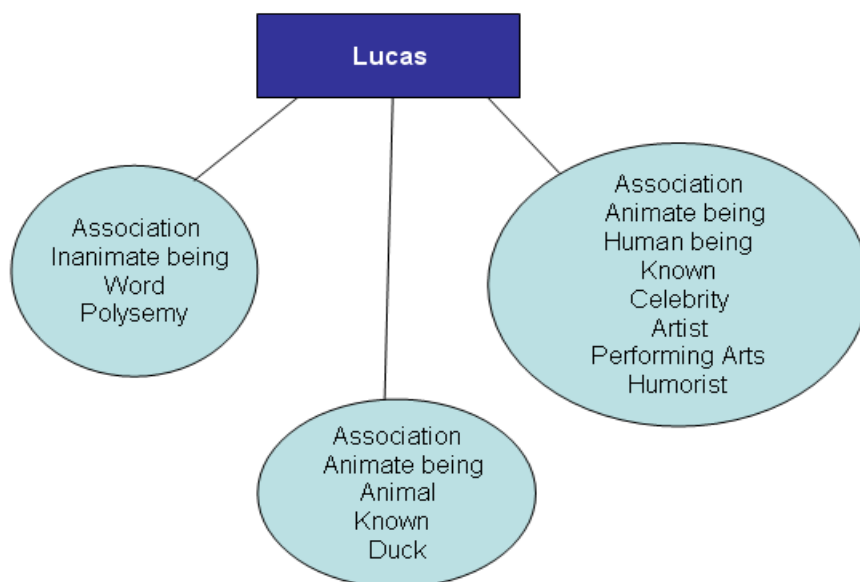 Lucas
Association
Inanimate being
Word
Polysemy
Association
Animate being
Animal
Known
Duck
Association
Animate being
Human being
Known
Celebrity
Artist
Performing Arts
Humorist